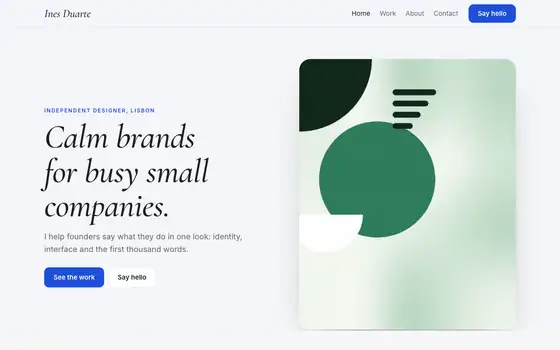 Ines Duarte
Home Work About Contact Say hello
INDEPENDENT DESIGNER, LISBON
Calm brands
for busy small
companies.
I help founders say what they do in one look: identity,
interface and the first thousand words.
See the work Say hello